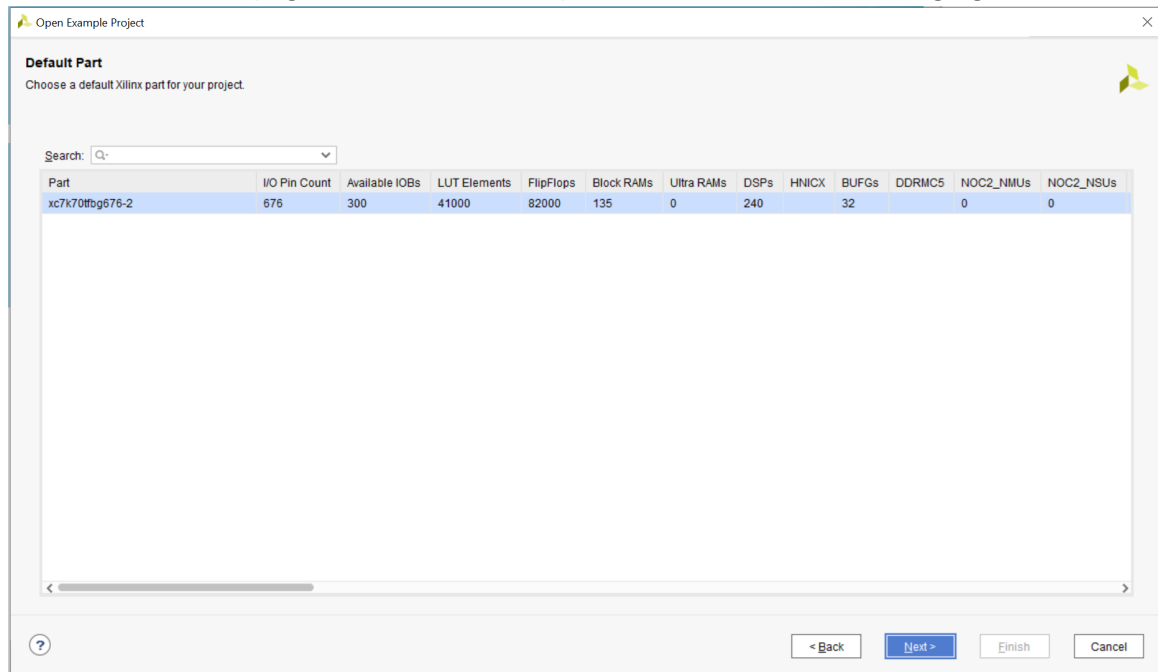 Open Example Project
Default Part
Choose a default Xilinx part for your project.
Search:
Part I/O Pin Count Available IOBs LUT Elements FlipFlops Block RAMs Ultra RAMs DSPs HNICX BUFGs DDRMC5 NOC2_NMUs NOC2_NSUs
xc7k70tfbg676-2 676 300 41000 82000 135 0 240 32 0 0
? < Back Next > Finish Cancel